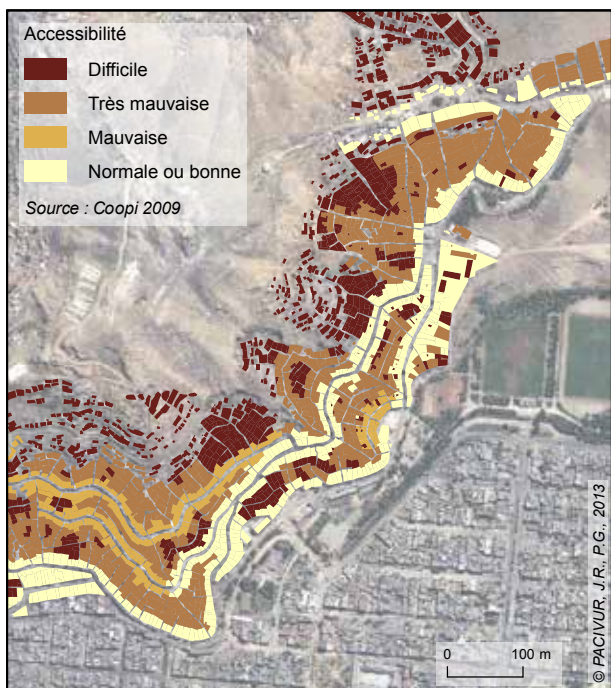 Accessibilité
Difficile
Très mauvaise
Mauvaise
Normale ou bonne
Source : Coopi 2009
0 100 m
© PACIVUR, J.R., P.G., 2013